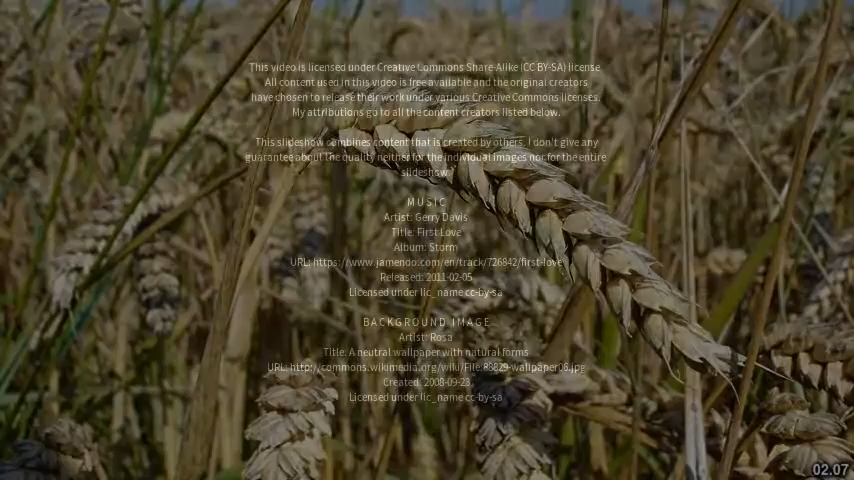 This video is licensed under Creative Commons Share-Alike (CC BY-SA) license
All content used in this video is free available and the original creators
have chosen to release their work under various Creative Commons licenses.
My attributions go to all the content creators listed below.
This slideshow combines content that is created by others. I don't give any
guarantee about the quality neither for the individual images nor for the entire
slideshow.
MUSIC
Artist: Gerry Davis
Title: First Love
Album: Storm
URL: https://www.jamendo.com/en/track/726842/first-love
Released: 2011-02-05
Licensed under lic_name cc-by-sa
BACKGROUND IMAGE
Artist: Rosa
Title: A neutral wallpaper with natural forms
URL: http://commons.wikimedia.org/wiki/File:88829-wallpaper06.jpg
Created: 2008-09-23
Licensed under lic_name cc-by-sa
02.07